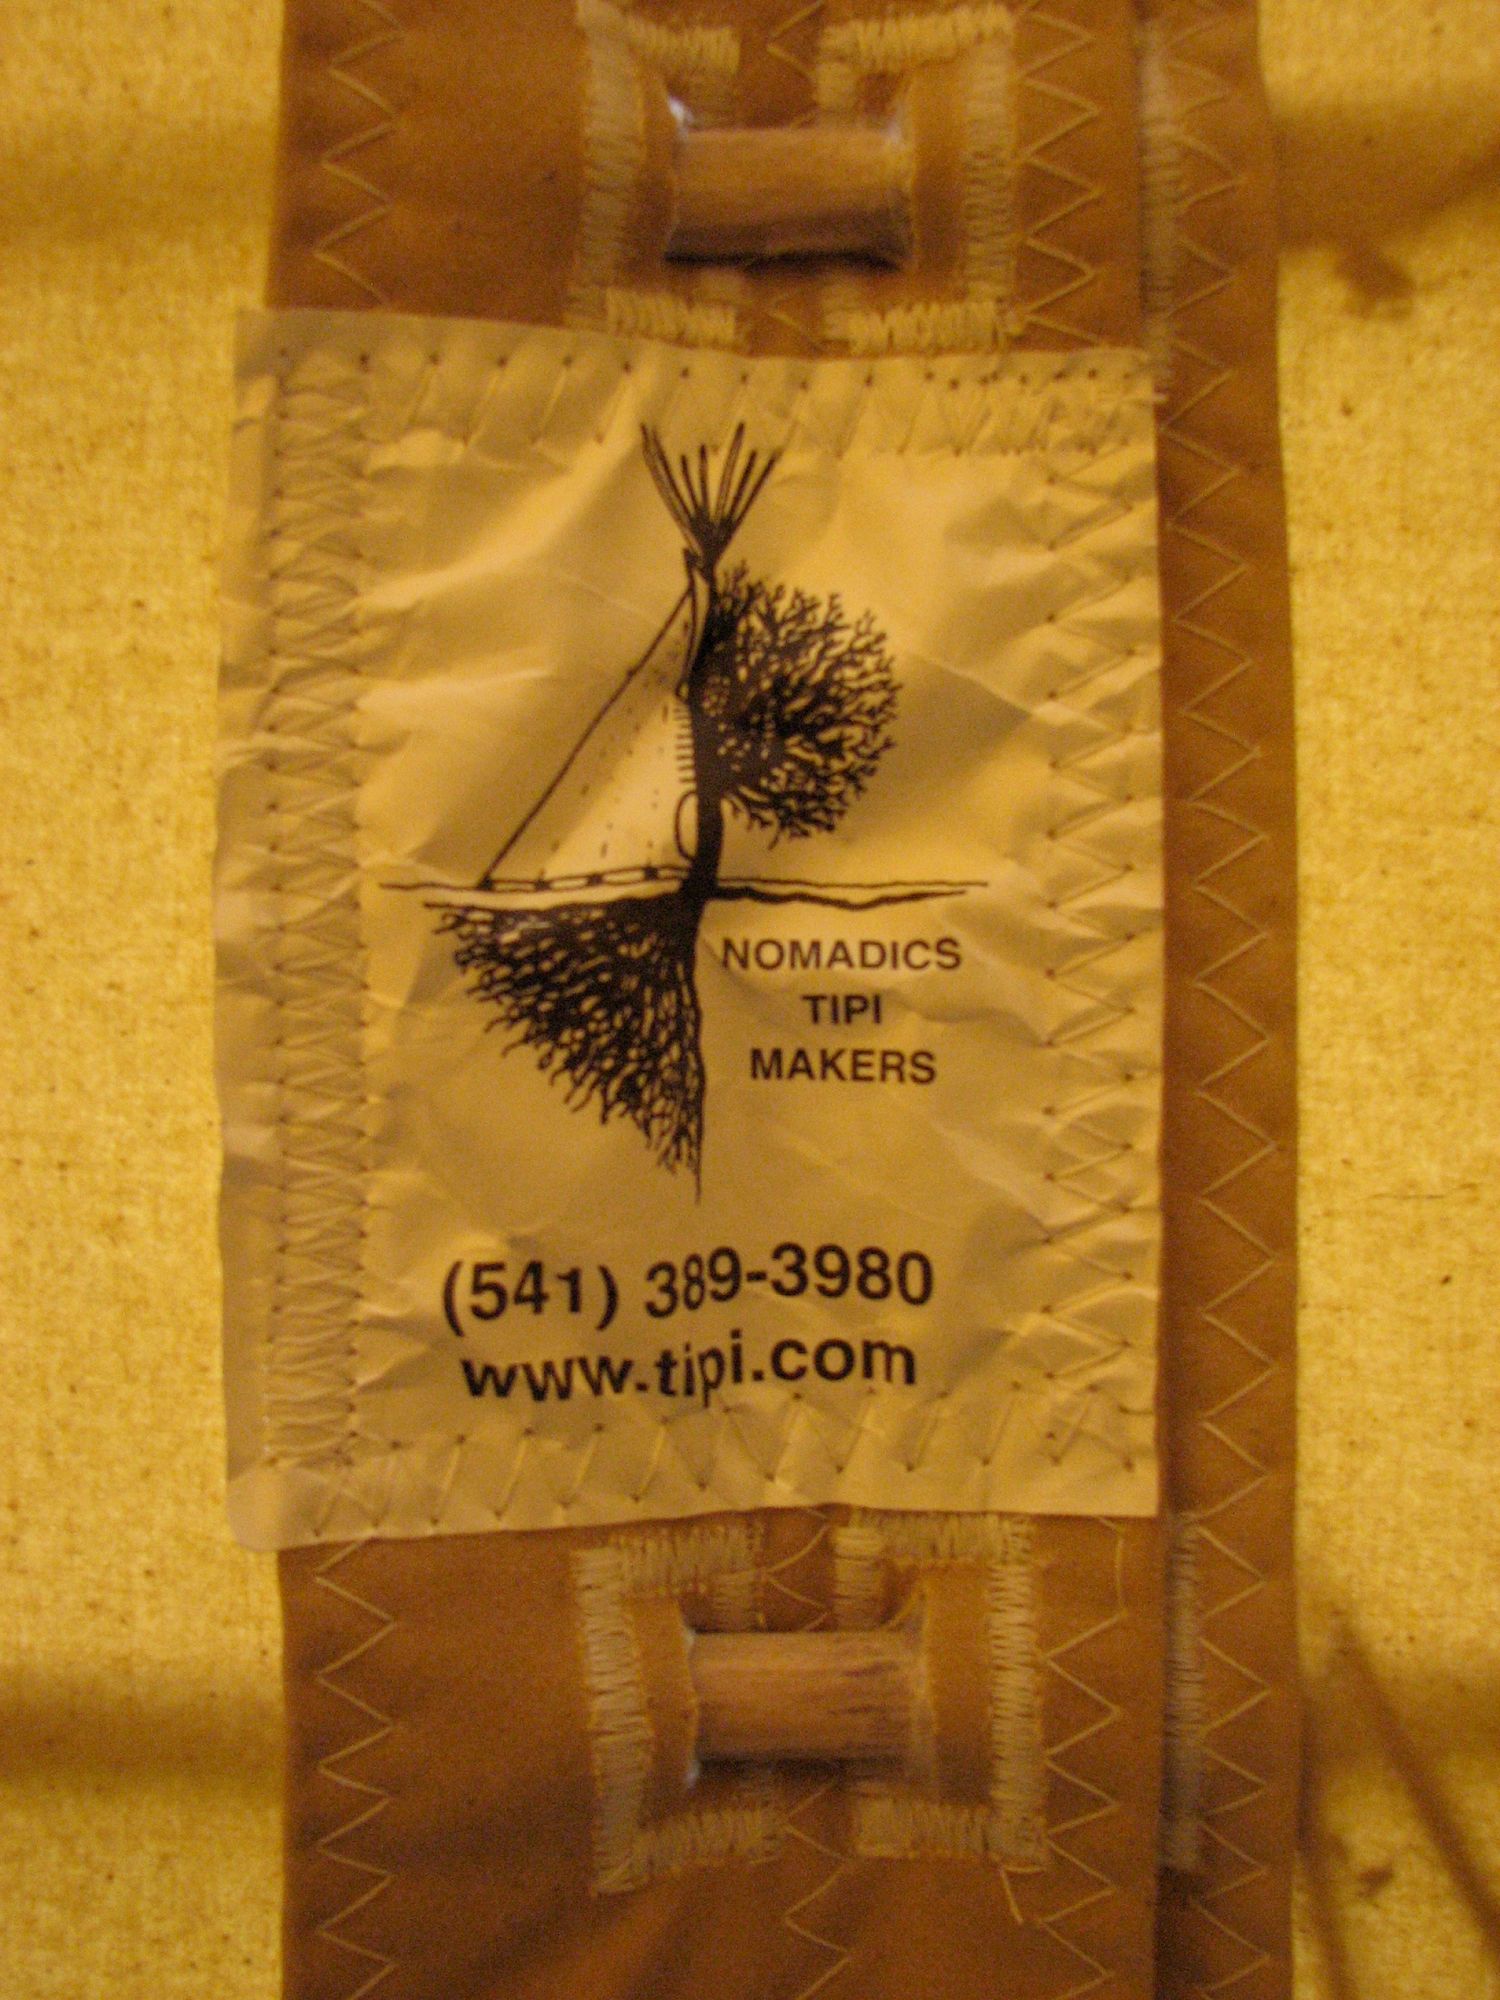 NOMADICS
TIPI
MAKERS
(541) 389-3980
www.tipi.com